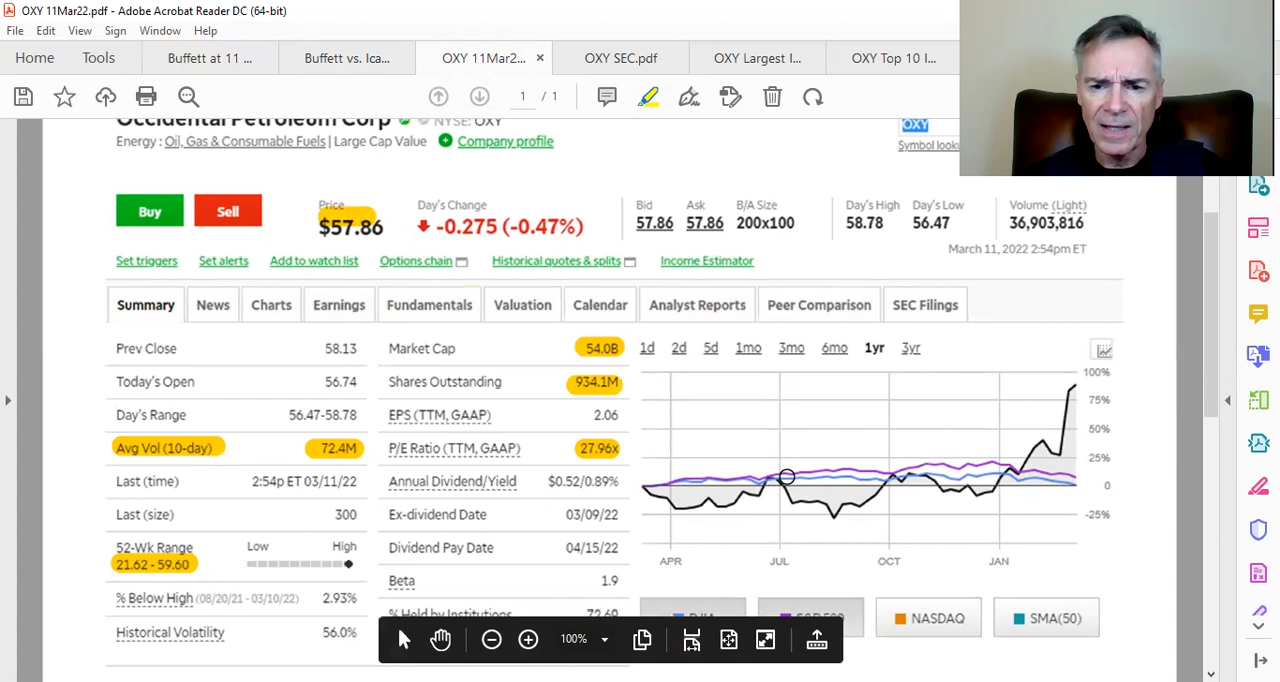 OXY 11Mar22.pdf - Adobe Acrobat Reader DC (64-bit)
File Edit View Sign Window Help
Home Tools Buffett at 11 ... Buffett vs. Ica... OXY 11Mar2... × OXY SEC.pdf OXY Largest I... OXY Top 10 I...
1 / 1
Occidental Petroleum Corp NYSE: OXY
OXY
Energy : Oil, Gas & Consumable Fuels | Large Cap Value Company profile
Symbol looku
Buy Sell
Price Day's Change Bid Ask B/A Size Day's High Day's Low Volume (Light)
$57.86 -0.275 (-0.47%) 57.86 57.86 200x100 58.78 56.47 36,903,816
March 11, 2022 2:54pm ET
Set triggers Set alerts Add to watch list Options chain Historical quotes & splits Income Estimator
Summary News Charts Earnings Fundamentals Valuation Calendar Analyst Reports Peer Comparison SEC Filings
Prev Close 58.13 Market Cap 54.0B 1d 2d 5d 1mo 3mo 6mo 1yr 3yr
100%
Today's Open 56.74 Shares Outstanding 934.1M
75%
Day's Range 56.47-58.78 EPS (TTM, GAAP) 2.06
50%
Avg Vol (10-day) 72.4M P/E Ratio (TTM, GAAP) 27.96x
25%
Last (time) 2:54p ET 03/11/22 Annual Dividend/Yield $0.52/0.89%
0
Last (size) 300 Ex-dividend Date 03/09/22
-25%
52-Wk Range Low High Dividend Pay Date 04/15/22
21.62 - 59.60
APR JUL OCT JAN
Beta 1.9
% Below High (08/20/21 - 03/10/22) 2.93% % Held by Institutions 72.69
DJIA S&P 500 NASDAQ SMA(50)
Historical Volatility 56.0%
100%